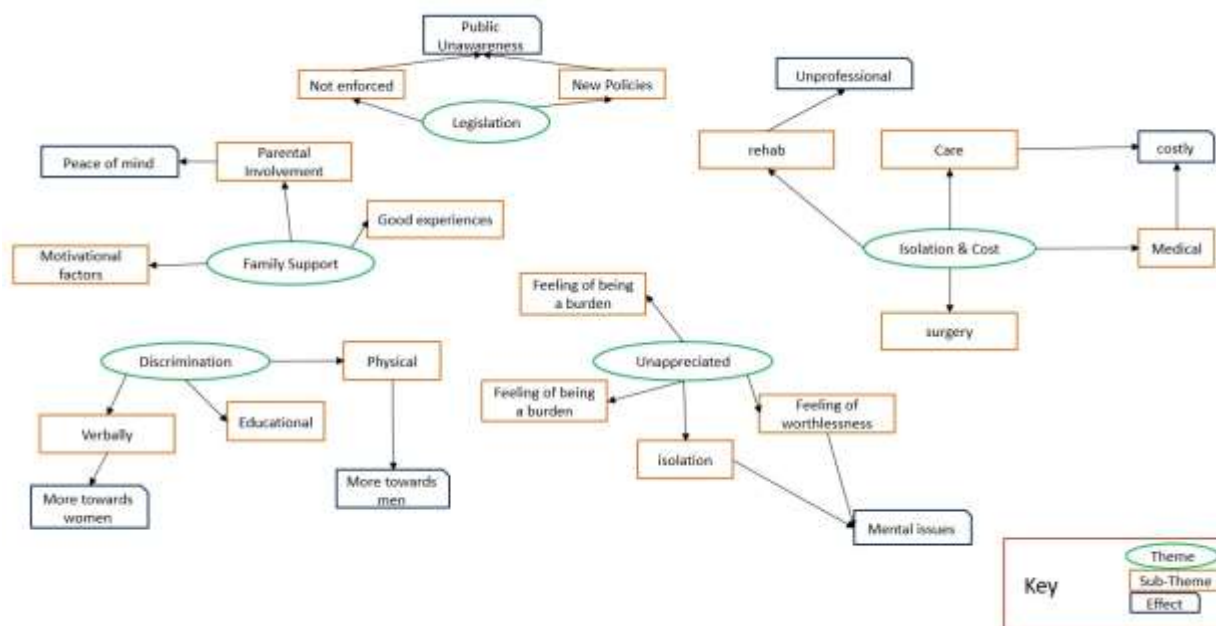 Public
Unawareness
Not enforced
New Policies
Legislation
Unprofessional
rehab
Care
costly
Peace of mind
Parental
Involvement
Good experiences
Motivational
factors
Family Support
Isolation & Cost
Medical
surgery
Feeling of being
a burden
Discrimination
Physical
Unappreciated
Feeling of being
a burden
Feeling of
worthlessness
Verbally
Educational
isolation
More towards
women
More towards
men
Mental issues
Key
Theme
Sub-Theme
Effect